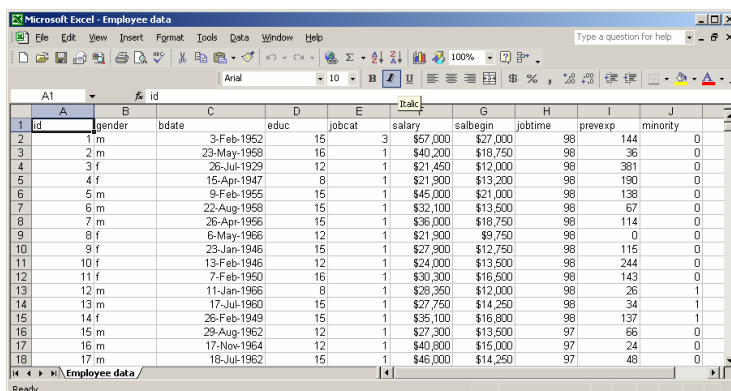 Microsoft Excel - Employee data
File Edit View Insert Format Tools Data Window Help Type a question for help
100%
Arial 10 B I U $ % ,
A1 fx id
Italic
A B C D E F G H I J
1 id gender bdate educ jobcat salary salbegin jobtime prevexp minority
2 1 m 3-Feb-1952 15 3 $57,000 $27,000 98 144 0
3 2 m 23-May-1958 16 1 $40,200 $18,750 98 36 0
4 3 f 26-Jul-1929 12 1 $21,450 $12,000 98 381 0
5 4 f 15-Apr-1947 8 1 $21,900 $13,200 98 190 0
6 5 m 9-Feb-1955 15 1 $45,000 $21,000 98 138 0
7 6 m 22-Aug-1958 15 1 $32,100 $13,500 98 67 0
8 7 m 26-Apr-1956 15 1 $36,000 $18,750 98 114 0
9 8 f 6-May-1966 12 1 $21,900 $9,750 98 0 0
10 9 f 23-Jan-1946 15 1 $27,900 $12,750 98 115 0
11 10 f 13-Feb-1946 12 1 $24,000 $13,500 98 244 0
12 11 f 7-Feb-1950 16 1 $30,300 $16,500 98 143 0
13 12 m 11-Jan-1966 8 1 $28,350 $12,000 98 26 1
14 13 m 17-Jul-1960 15 1 $27,750 $14,250 98 34 1
15 14 f 26-Feb-1949 15 1 $35,100 $16,800 98 137 1
16 15 m 29-Aug-1962 12 1 $27,300 $13,500 97 66 0
17 16 m 17-Nov-1964 12 1 $40,800 $15,000 97 24 0
18 17 m 18-Jul-1962 15 1 $46,000 $14,250 97 48 0
Employee data
Ready